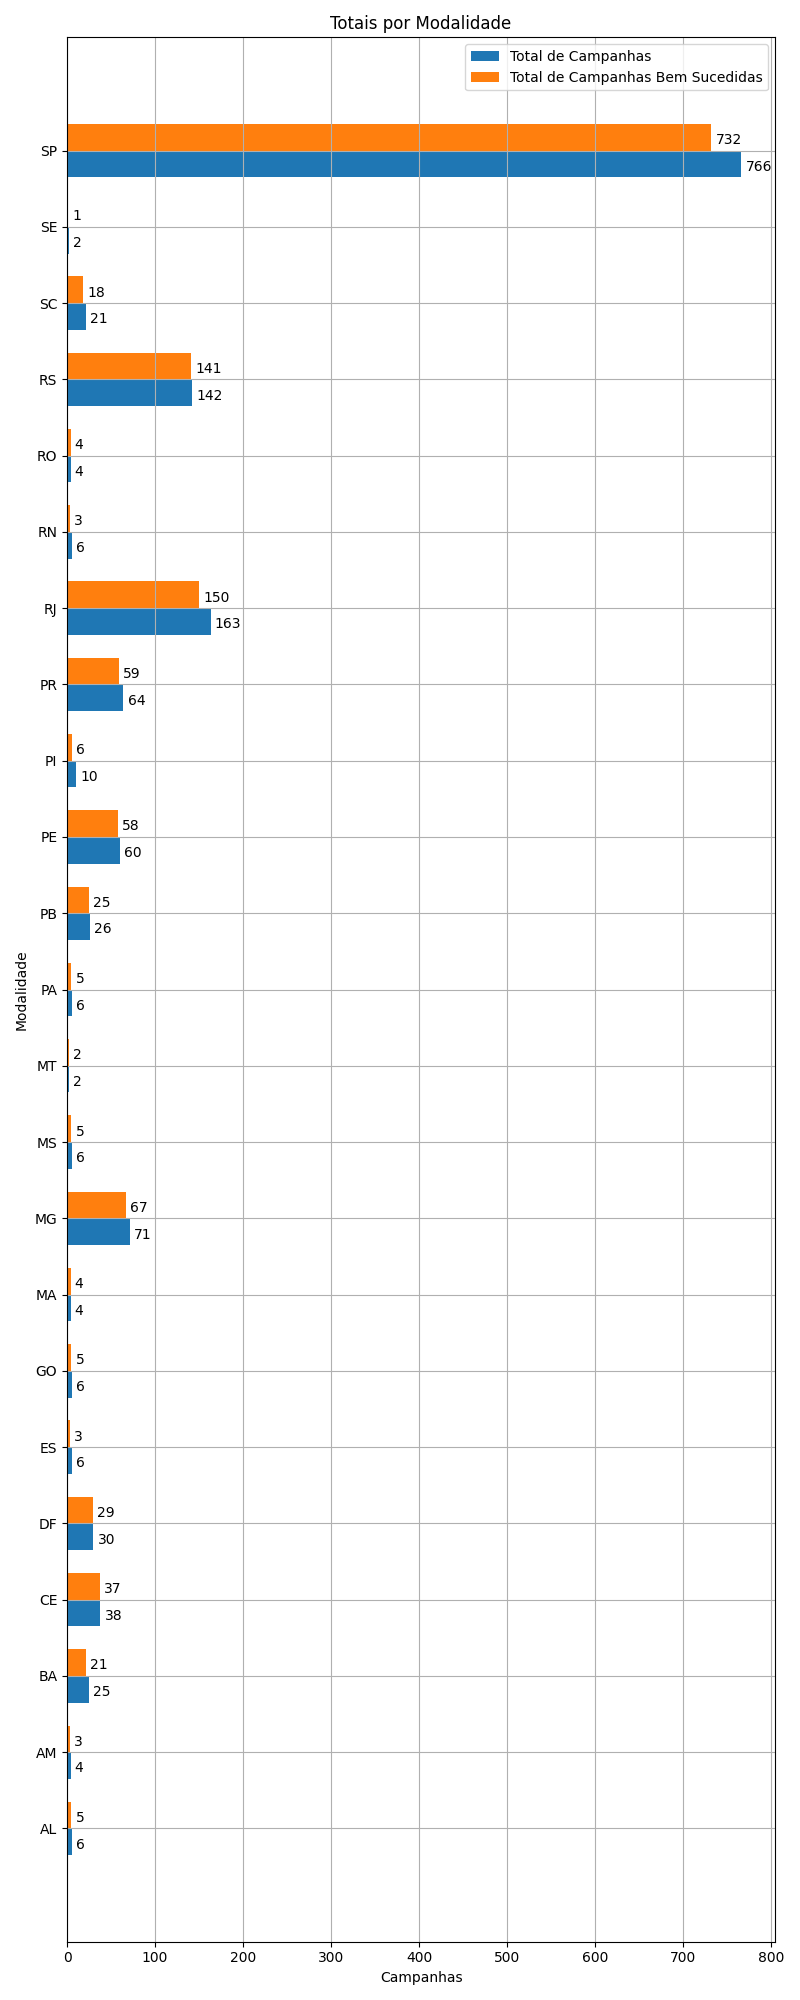 Totais por Modalidade
Total de Campanhas
Total de Campanhas Bem Sucedidas
SP
732
766
SE
1
2
SC
18
21
RS
141
142
RO
4
4
RN
3
6
RJ
150
163
PR
59
64
PI
6
10
PE
58
60
PB
25
26
PA
5
6
MT
2
2
MS
5
6
MG
67
71
MA
4
4
GO
5
6
ES
3
6
DF
29
30
CE
37
38
BA
21
25
AM
3
4
AL
5
6
Modalidade
0 100 200 300 400 500 600 700 800
Campanhas